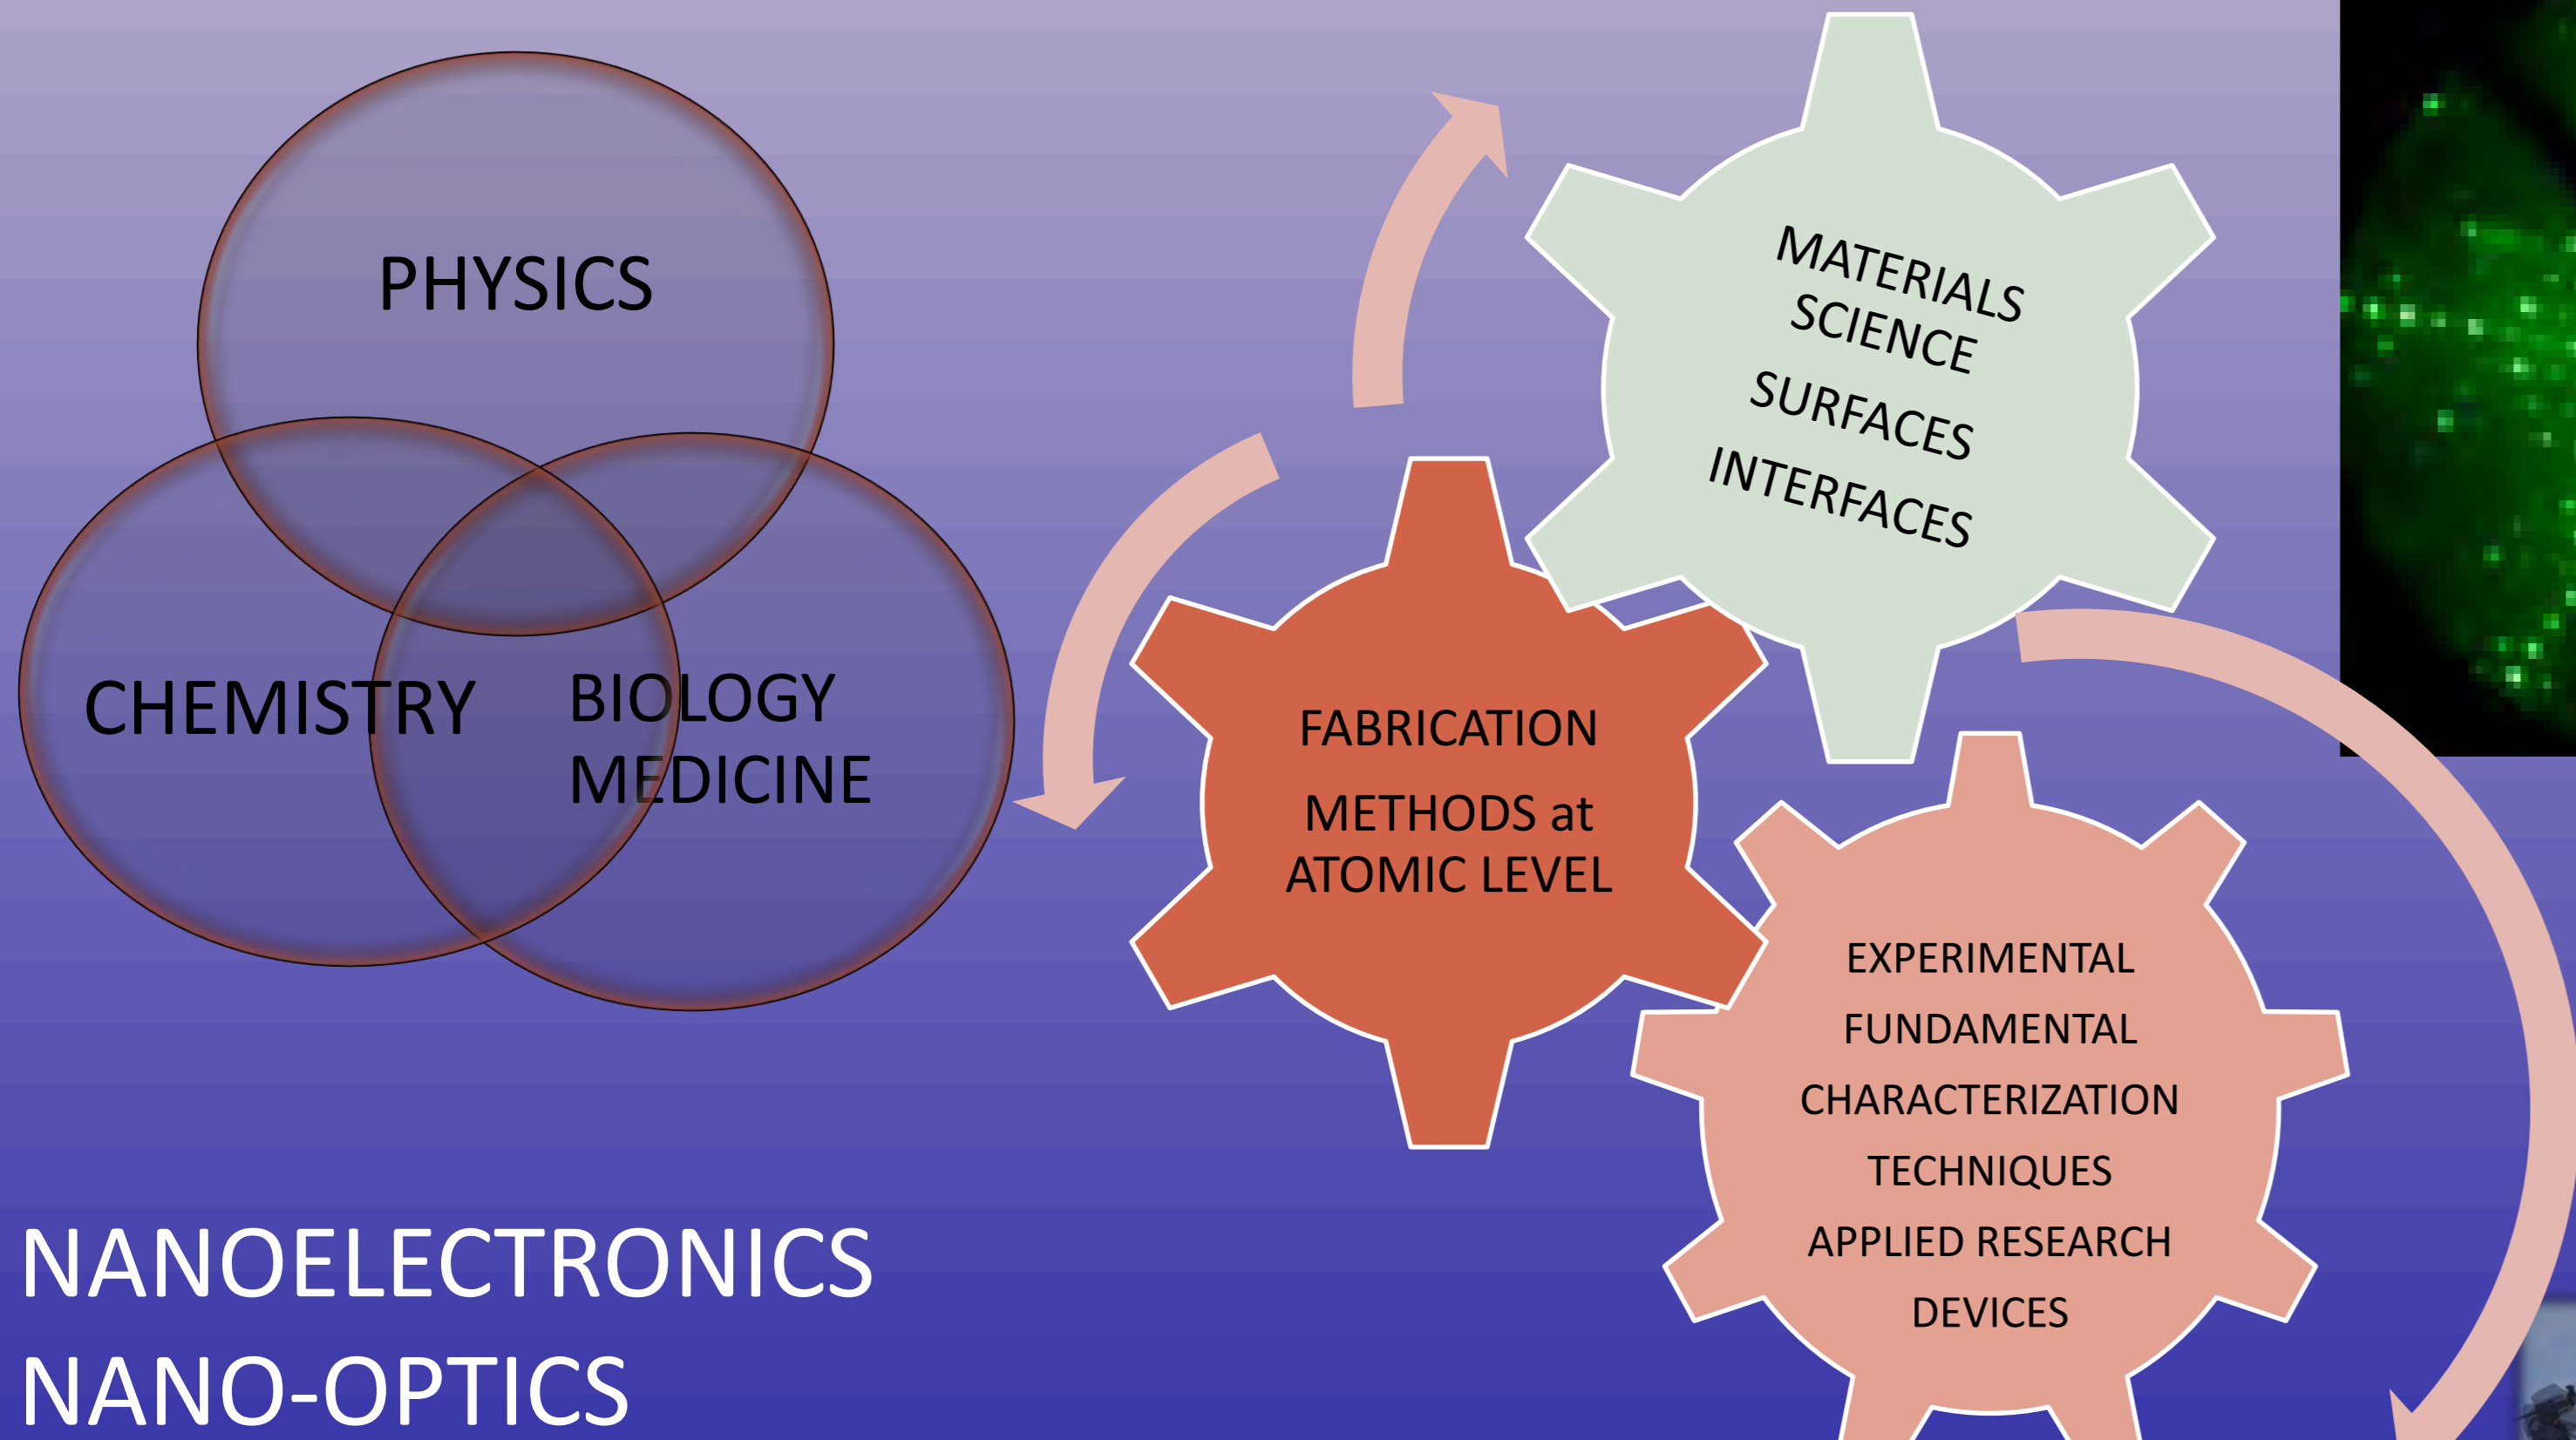 PHYSICS
CHEMISTRY
BIOLOGY
MEDICINE
MATERIALS
SCIENCE
SURFACES
INTERFACES
FABRICATION
METHODS at
ATOMIC LEVEL
EXPERIMENTAL
FUNDAMENTAL
CHARACTERIZATION
TECHNIQUES
APPLIED RESEARCH
DEVICES
NANOELECTRONICS
NANO-OPTICS